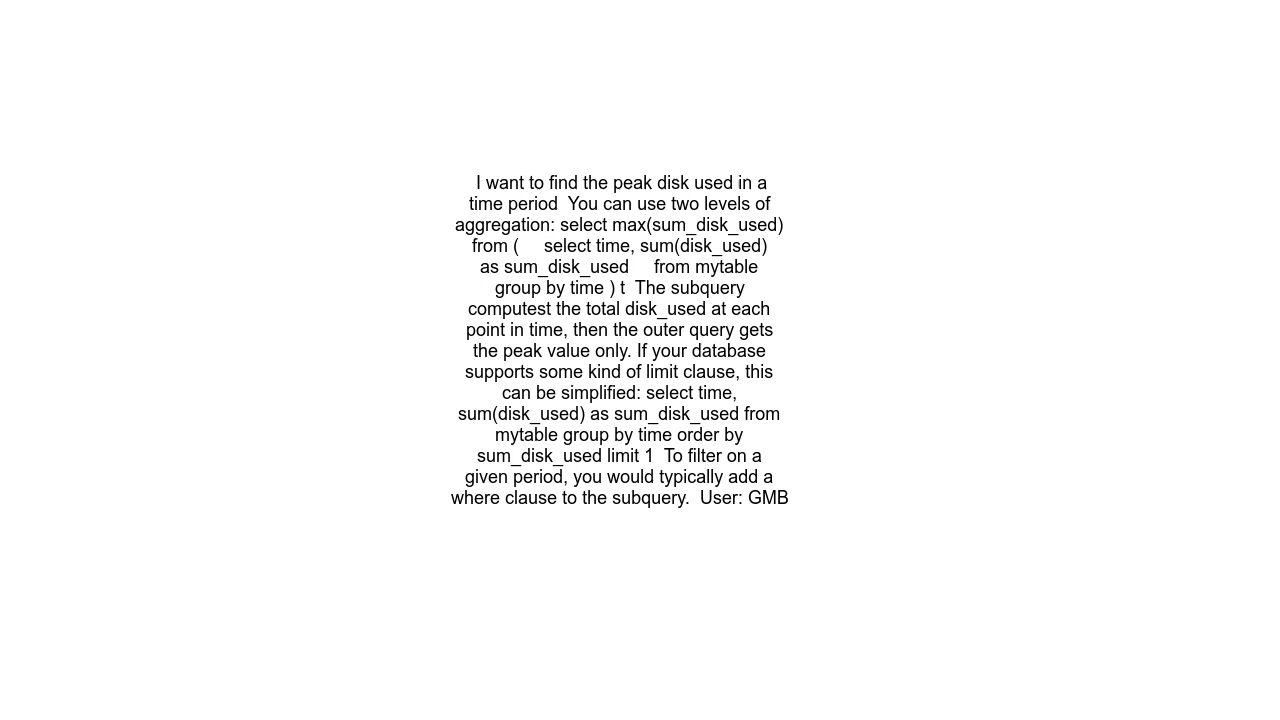 I want to find the peak disk used in a
time period  You can use two levels of
aggregation: select max(sum_disk_used)
from (     select time, sum(disk_used)
as sum_disk_used     from mytable
group by time ) t  The subquery
computest the total disk_used at each
point in time, then the outer query gets
the peak value only. If your database
supports some kind of limit clause, this
can be simplified: select time,
sum(disk_used) as sum_disk_used from
mytable group by time order by
sum_disk_used limit 1  To filter on a
given period, you would typically add a
where clause to the subquery.  User: GMB